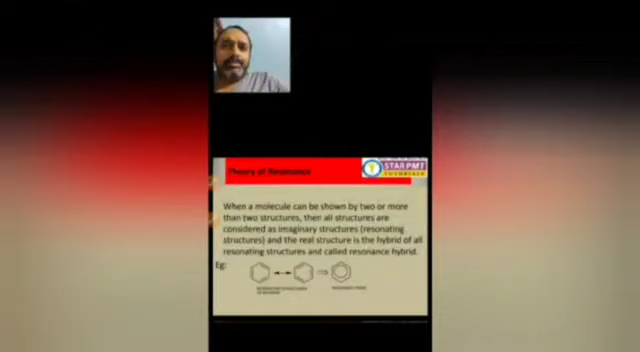 Theory of Resonance
STAR PMT
TUTORIALS
When a molecule can be shown by two or more
than two structures, then all structures are
considered as imaginary structures (resonating
structures) and the real structure is the hybrid of all
resonating structures and called resonance hybrid.
Eg: